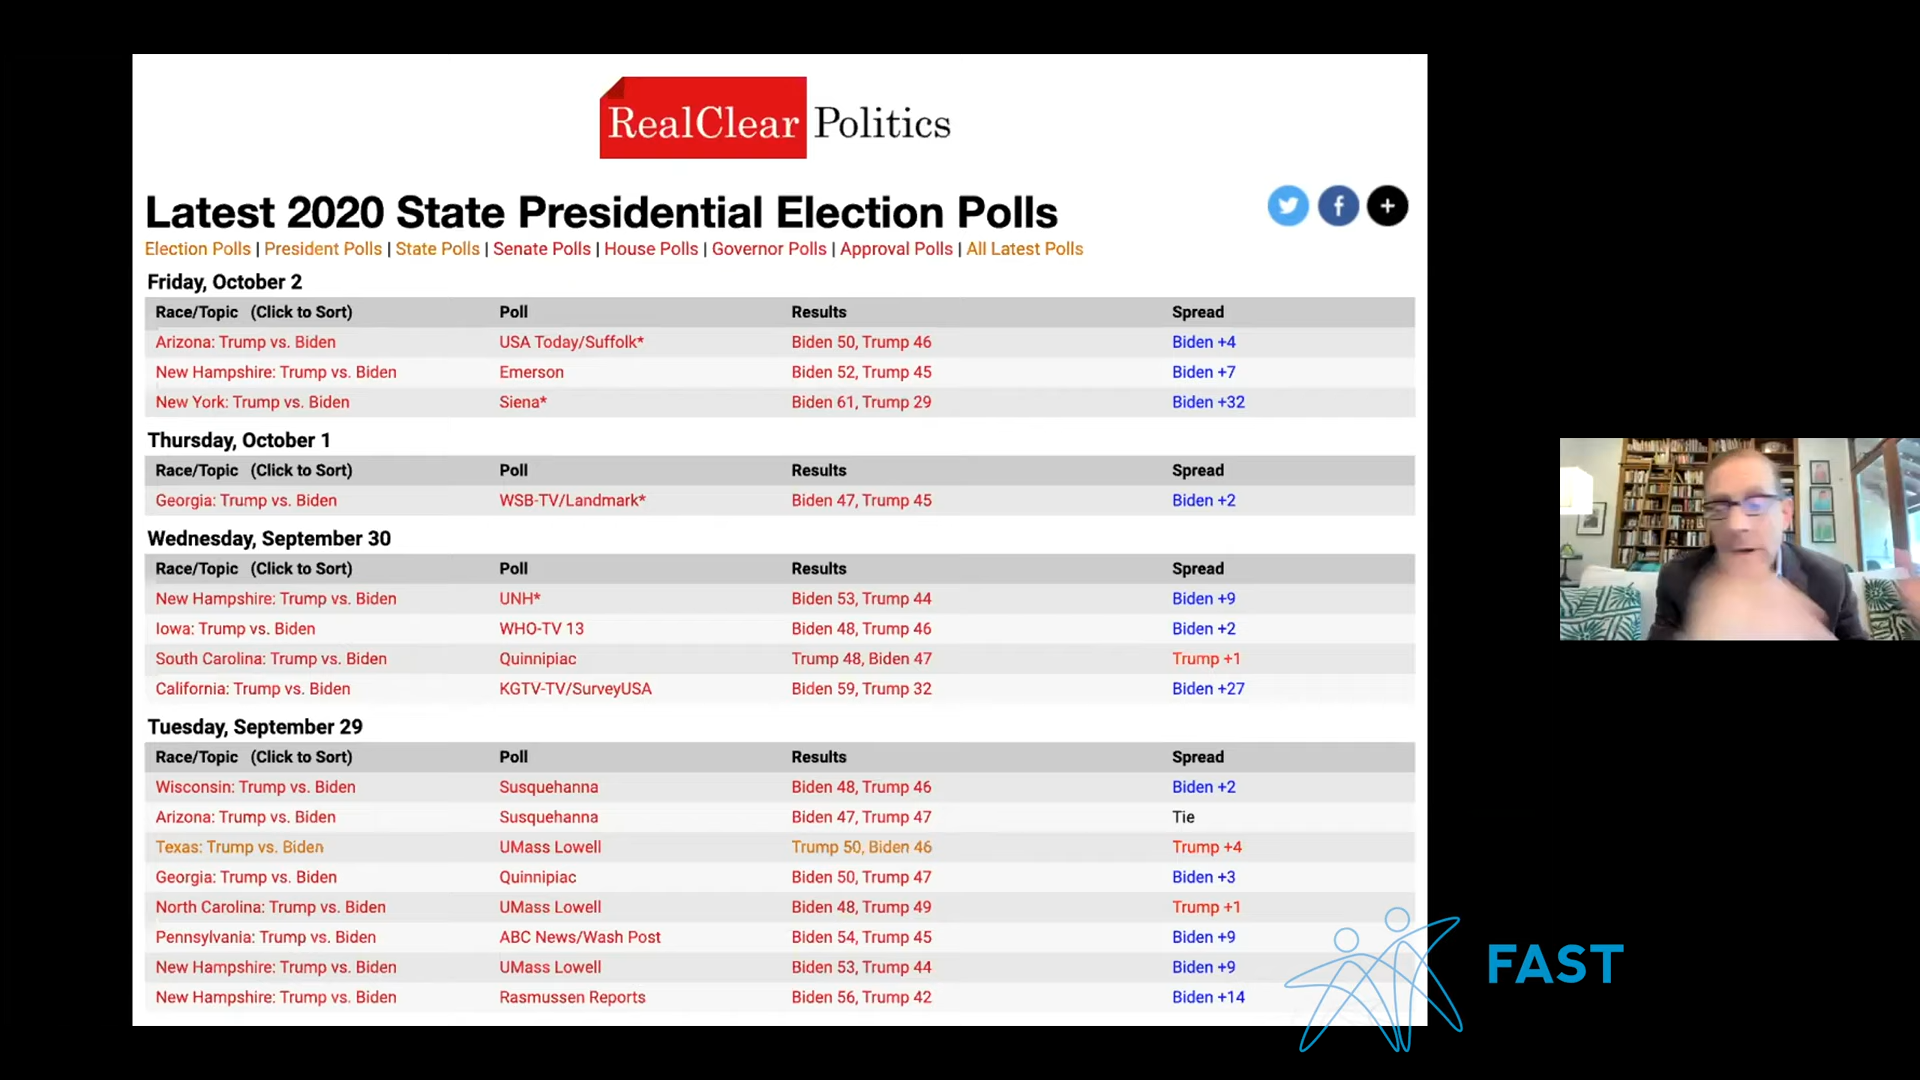 RealClear Politics
Latest 2020 State Presidential Election Polls
Election Polls | President Polls | State Polls | Senate Polls | House Polls | Governor Polls | Approval Polls | All Latest Polls
Friday, October 2
Race/Topic (Click to Sort) Poll Results Spread
Arizona: Trump vs. Biden USA Today/Suffolk* Biden 50, Trump 46 Biden +4
New Hampshire: Trump vs. Biden Emerson Biden 52, Trump 45 Biden +7
New York: Trump vs. Biden Siena* Biden 61, Trump 29 Biden +32
Thursday, October 1
Race/Topic (Click to Sort) Poll Results Spread
Georgia: Trump vs. Biden WSB-TV/Landmark* Biden 47, Trump 45 Biden +2
Wednesday, September 30
Race/Topic (Click to Sort) Poll Results Spread
New Hampshire: Trump vs. Biden UNH* Biden 53, Trump 44 Biden +9
Iowa: Trump vs. Biden WHO-TV 13 Biden 48, Trump 46 Biden +2
South Carolina: Trump vs. Biden Quinnipiac Trump 48, Biden 47 Trump +1
California: Trump vs. Biden KGTV-TV/SurveyUSA Biden 59, Trump 32 Biden +27
Tuesday, September 29
Race/Topic (Click to Sort) Poll Results Spread
Wisconsin: Trump vs. Biden Susquehanna Biden 48, Trump 46 Biden +2
Arizona: Trump vs. Biden Susquehanna Biden 47, Trump 47 Tie
Texas: Trump vs. Biden UMass Lowell Trump 50, Biden 46 Trump +4
Georgia: Trump vs. Biden Quinnipiac Biden 50, Trump 47 Biden +3
North Carolina: Trump vs. Biden UMass Lowell Biden 48, Trump 49 Trump +1
Pennsylvania: Trump vs. Biden ABC News/Wash Post Biden 54, Trump 45 Biden +9
New Hampshire: Trump vs. Biden UMass Lowell Biden 53, Trump 44 Biden +9
New Hampshire: Trump vs. Biden Rasmussen Reports Biden 56, Trump 42 Biden +14
FAST